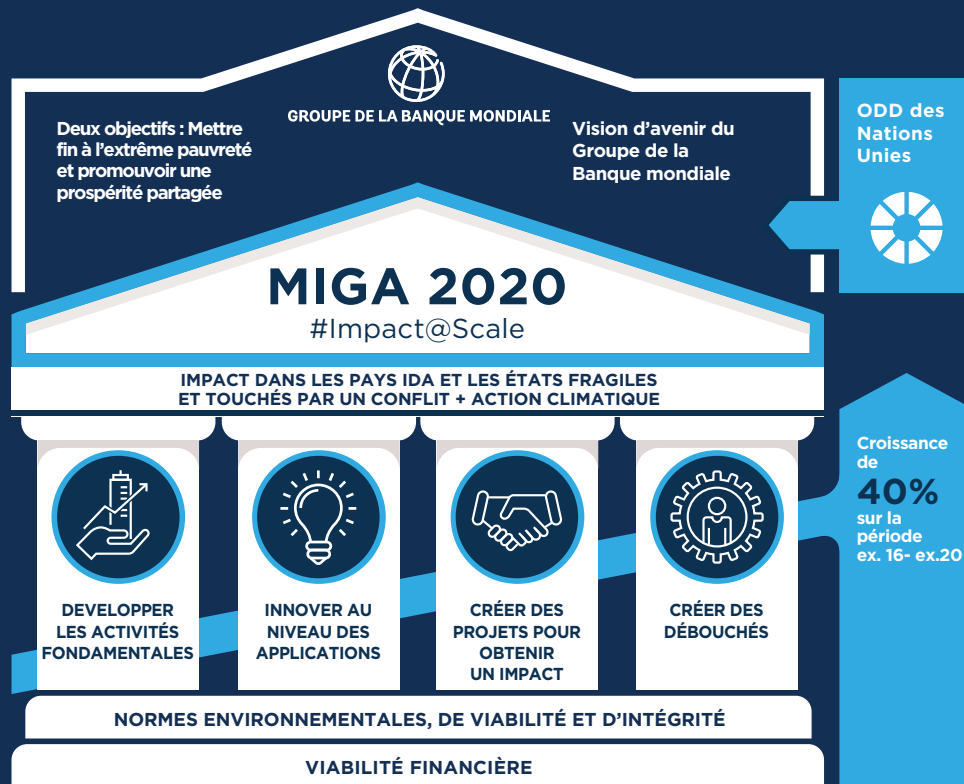 GROUPE DE LA BANQUE MONDIALE
Deux objectifs : Mettre
fin à l'extrême pauvreté
et promouvoir une
prospérité partagée
Vision d'avenir du
Groupe de la
Banque mondiale
ODD des
Nations
Unies
MIGA 2020
#Impact@Scale
IMPACT DANS LES PAYS IDA ET LES ÉTATS FRAGILES
ET TOUCHÉS PAR UN CONFLIT + ACTION CLIMATIQUE
Croissance
de
40%
sur la
période
ex. 16- ex.20
DEVELOPPER
LES ACTIVITÉS
FONDAMENTALES
INNOVER AU
NIVEAU DES
APPLICATIONS
CRÉER DES
PROJETS POUR
OBTENIR
UN IMPACT
CRÉER DES
DÉBOUCHÉS
NORMES ENVIRONNEMENTALES, DE VIABILITÉ ET D'INTÉGRITÉ
VIABILITÉ FINANCIÈRE